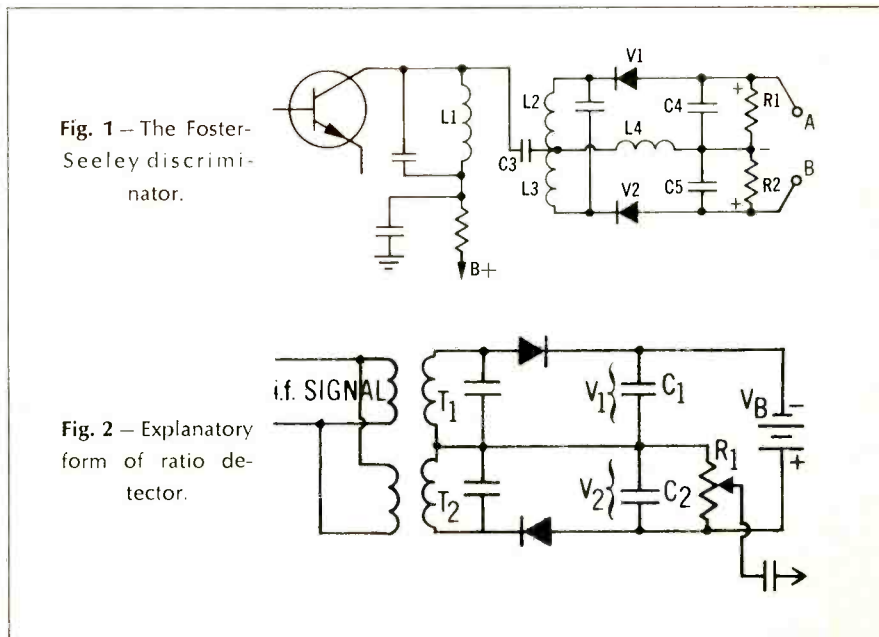 Fig. 1 – The Foster-
Seeley discrimi-
nator.
V1
L2
L1
L4
C4
+
R1
A
C3
-
L3
V2
C5
R2
+
B
B+
Fig. 2 – Explanatory
form of ratio de-
tector.
i.f. SIGNAL
T1
V1
C1
VB
-
+
R1
T2
V2
C2